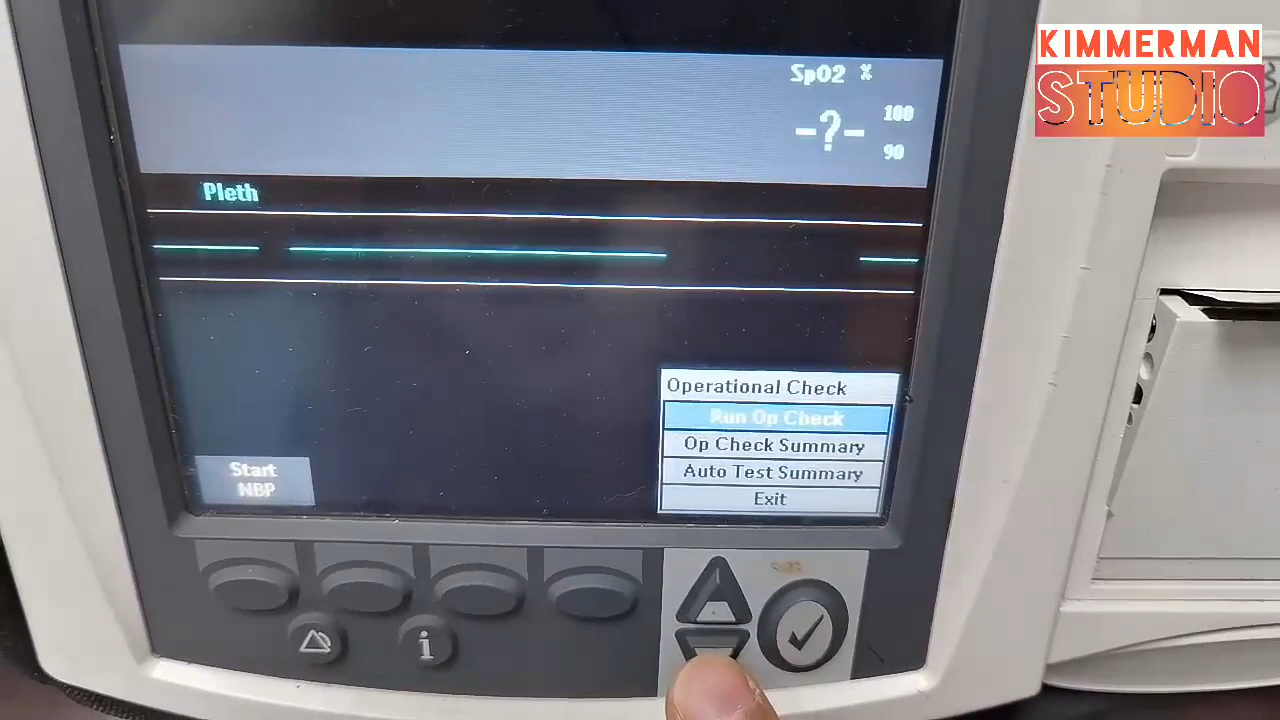 KIMMERMAN
STUDIO
SpO2 %
-?-
100
90
Pleth
Operational Check
Run Op Check
Op Check Summary
Auto Test Summary
Exit
Start
NBP
i